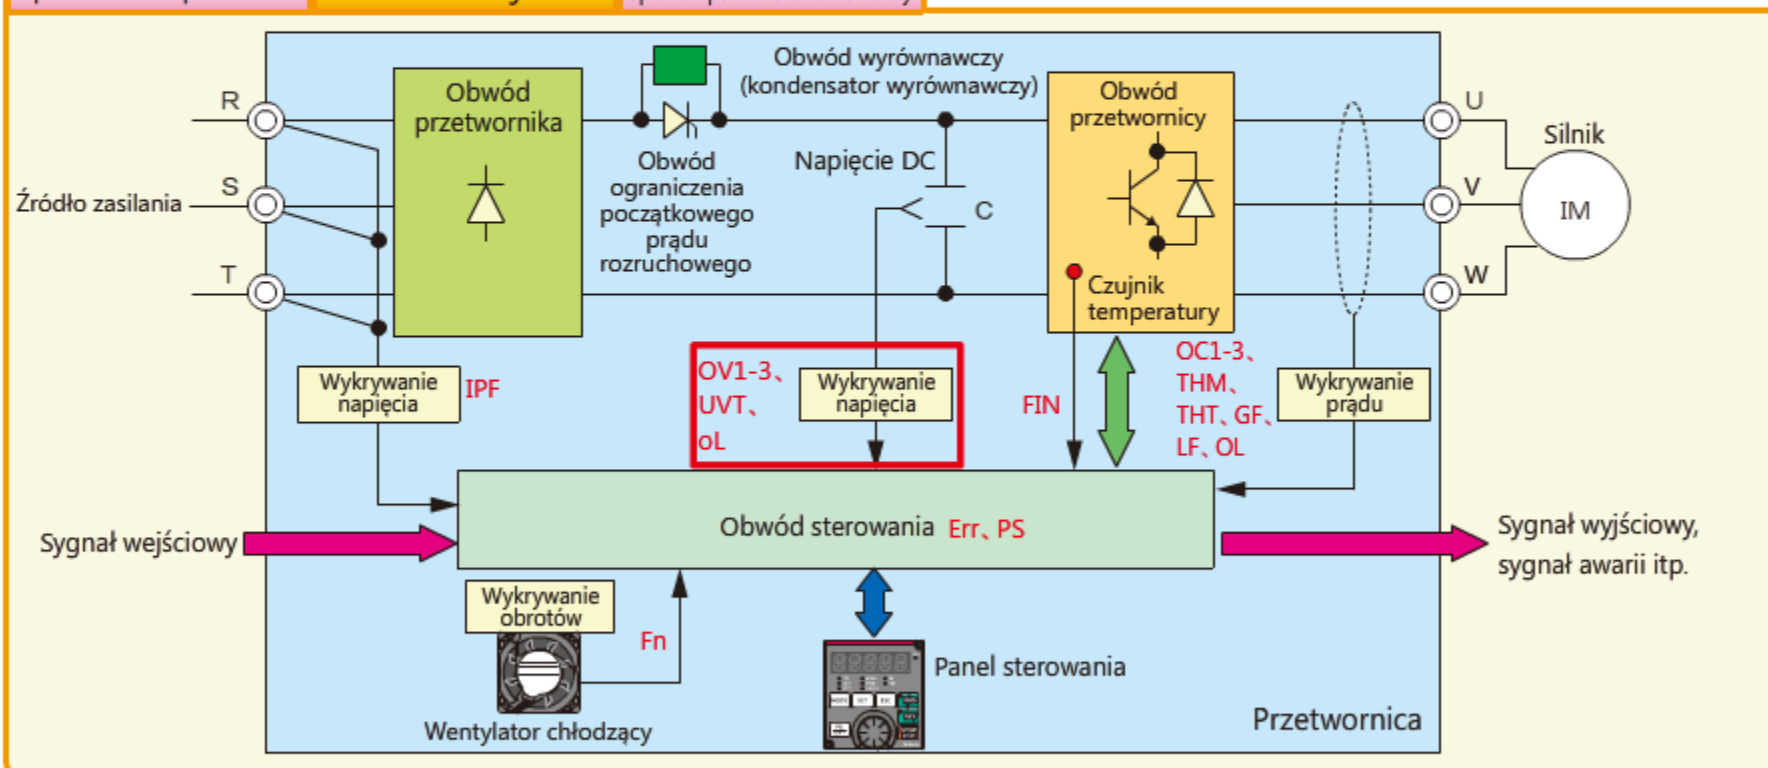 Obwód wyrównawczy
(kondensator wyrównawczy)
Obwód
przetwornika
Obwód
przetwornicy
R
S
T
Źródło zasilania
Obwód
ograniczenia
początkowego
prądu
rozruchowego
Napięcie DC
C
Czujnik
temperatury
U
V
W
Silnik
IM
Wykrywanie
napięcia
IPF
OV1-3、
UVT、
oL
Wykrywanie
napięcia
FIN
OC1-3、
THM、
THT、GF、
LF、OL
Wykrywanie
prądu
Sygnał wejściowy
Obwód sterowania Err、PS
Sygnał wyjściowy,
sygnał awarii itp.
Wykrywanie
obrotów
Fn
Wentylator chłodzący
Panel sterowania
Przetwornica